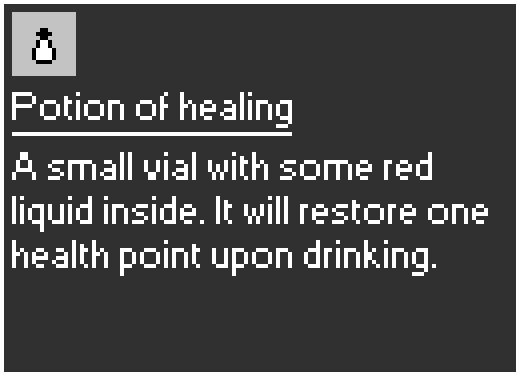 Potion of healing
A small vial with some red
liquid inside. It will restore one
health point upon drinking.